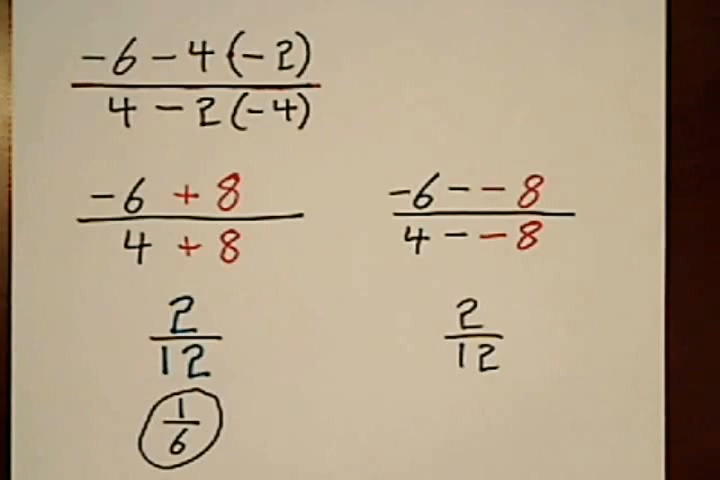 -6 - 4(-2)
4 - 2(-4)
-6 + 8
4 + 8
2
12
1
6
-6 - - 8
4 - - 8
2
12